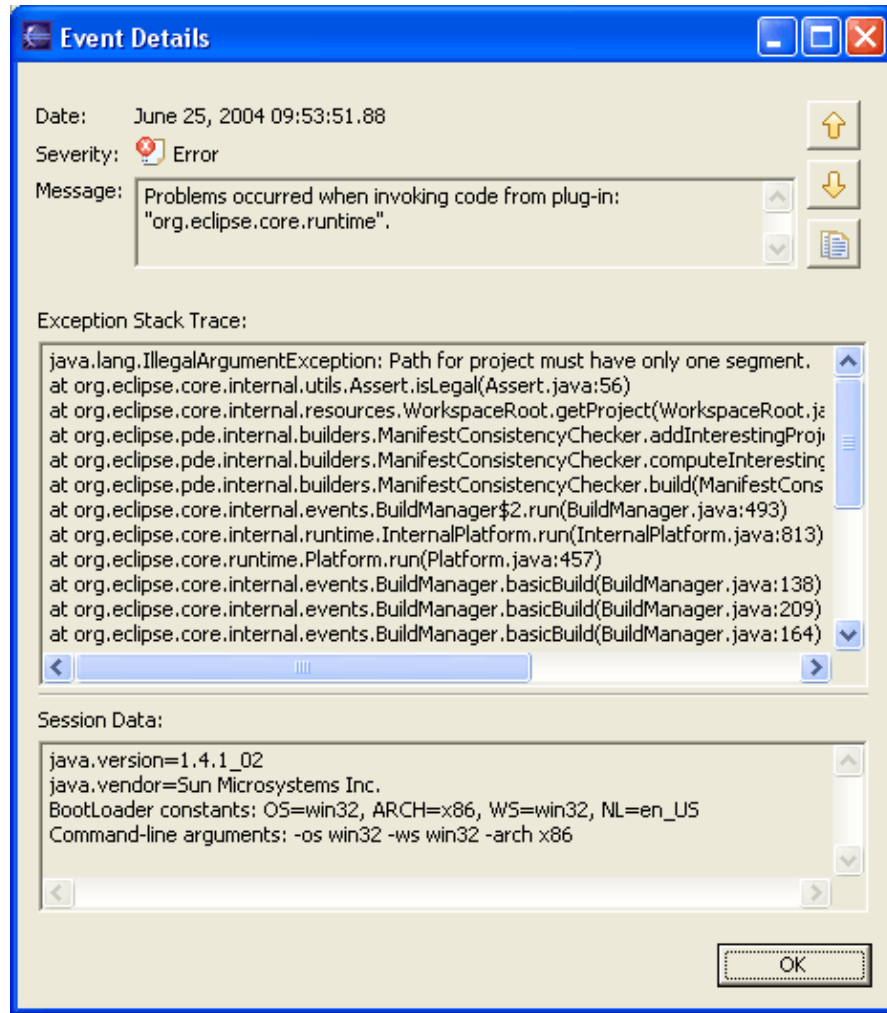 Event Details
Date: June 25, 2004 09:53:51.88
Severity: Error
Message: Problems occurred when invoking code from plug-in:
"org.eclipse.core.runtime".
Exception Stack Trace:
java.lang.IllegalArgumentException: Path for project must have only one segment.
at org.eclipse.core.internal.utils.Assert.isLegal(Assert.java:56)
at org.eclipse.core.internal.resources.WorkspaceRoot.getProject(WorkspaceRoot.ja
at org.eclipse.pde.internal.builders.ManifestConsistencyChecker.addInterestingProj
at org.eclipse.pde.internal.builders.ManifestConsistencyChecker.computeInteresting
at org.eclipse.pde.internal.builders.ManifestConsistencyChecker.build(ManifestCons
at org.eclipse.core.internal.events.BuildManager$2.run(BuildManager.java:493)
at org.eclipse.core.internal.runtime.InternalPlatform.run(InternalPlatform.java:813)
at org.eclipse.core.runtime.Platform.run(Platform.java:457)
at org.eclipse.core.internal.events.BuildManager.basicBuild(BuildManager.java:138)
at org.eclipse.core.internal.events.BuildManager.basicBuild(BuildManager.java:209)
at org.eclipse.core.internal.events.BuildManager.basicBuild(BuildManager.java:164)
Session Data:
java.version=1.4.1_02
java.vendor=Sun Microsystems Inc.
BootLoader constants: OS=win32, ARCH=x86, WS=win32, NL=en_US
Command-line arguments: -os win32 -ws win32 -arch x86
OK